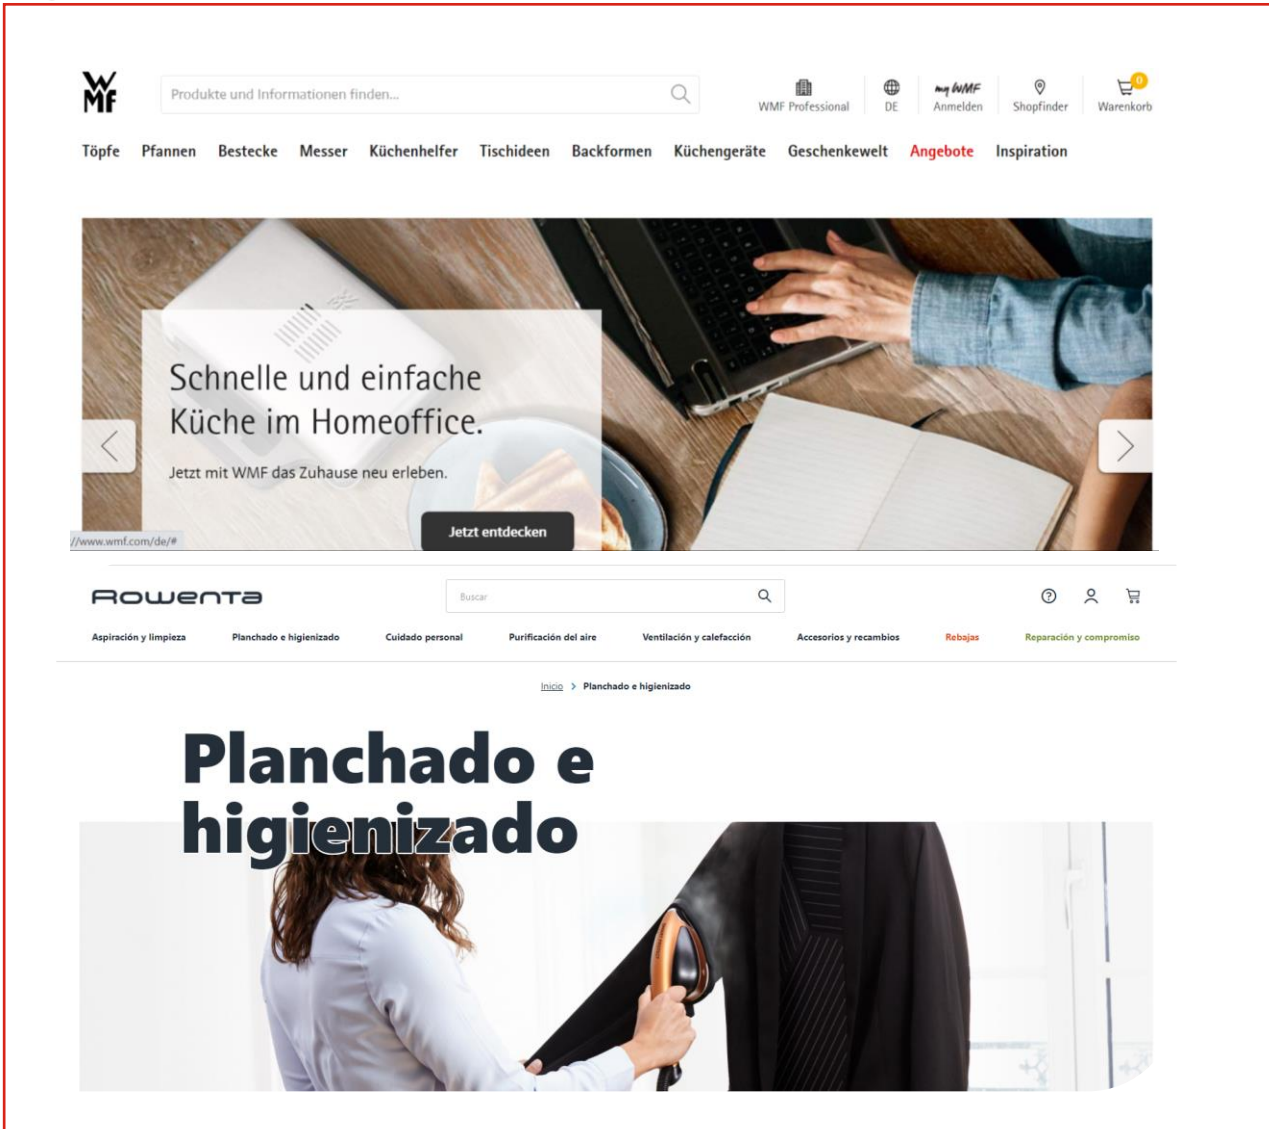 WMF
Produkte und Informationen finden...
WMF Professional
DE
my WMF
Anmelden
Shopfinder
0
Warenkorb
Töpfe Pfannen Bestecke Messer Küchenhelfer Tischideen Backformen Küchengeräte Geschenkewelt Angebote Inspiration
Schnelle und einfache
Küche im Homeoffice.
Jetzt mit WMF das Zuhause neu erleben.
Jetzt entdecken
//www.wmf.com/de/#
Rowenta
Buscar
Aspiración y limpieza Planchado e higienizado Cuidado personal Purificación del aire Ventilación y calefacción Accesorios y recambios Rebajas Reparación y compromiso
Inicio > Planchado e higienizado
Planchado e
higienizado